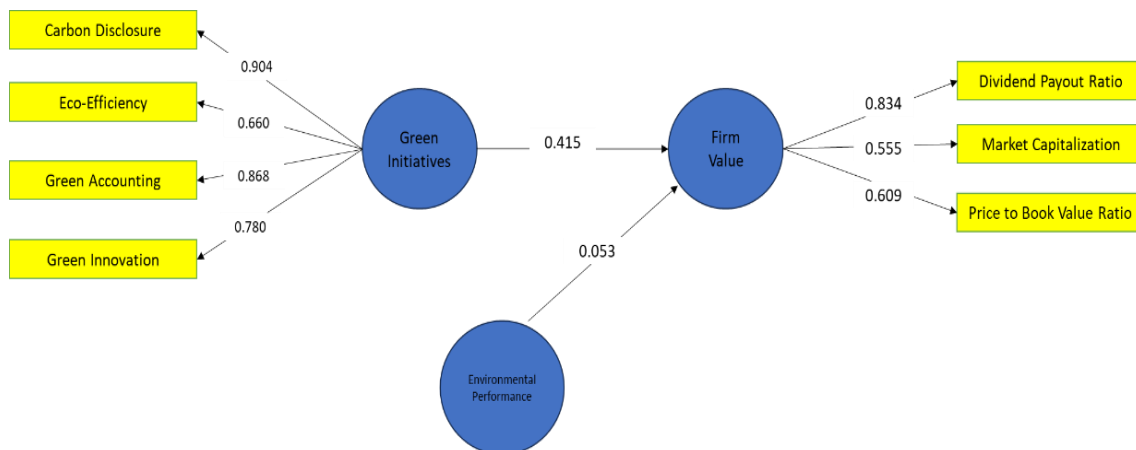 Carbon Disclosure
0.904
Eco-Efficiency
0.660
Green Accounting
0.868
Green Innovation
0.780
Green
Initiatives
0.415
Firm
Value
0.834
Dividend Payout Ratio
0.555
Market Capitalization
0.609
Price to Book Value Ratio
0.053
Environmental
Performance